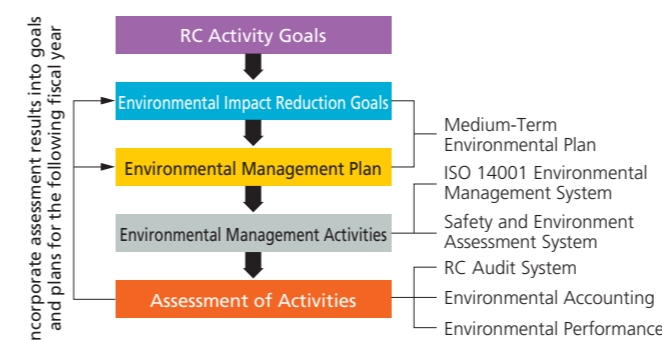 RC Activity Goals
Environmental Impact Reduction Goals
Environmental Management Plan
Environmental Management Activities
Assessment of Activities
Medium-Term
Environmental Plan
ISO 14001 Environmental
Management System
Safety and Environment
Assessment System
RC Audit System
Environmental Accounting
Environmental Performance
ncorporate assessment results into goals
and plans for the following fiscal year